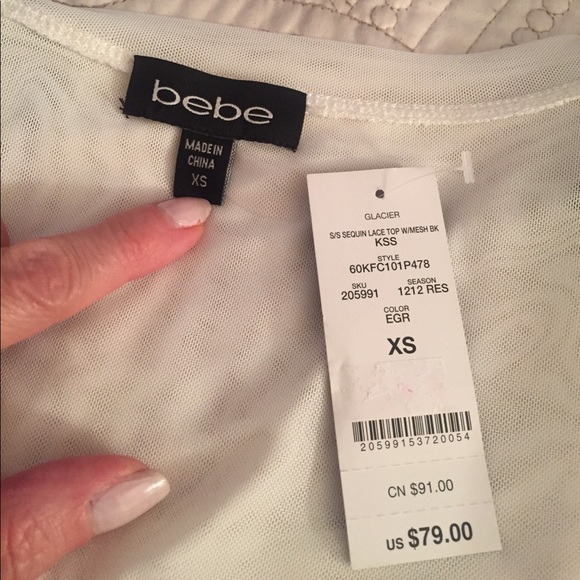 bebe
MADE IN
CHINA
XS
GLACIER
S/S SEQUIN LACE TOP W/MESH BK
KSS
STYLE
60KFC101P478
SKU SEASON
205991 1212 RES
COLOR
EGR
XS
20599153720054
CN $91.00
US $79.00